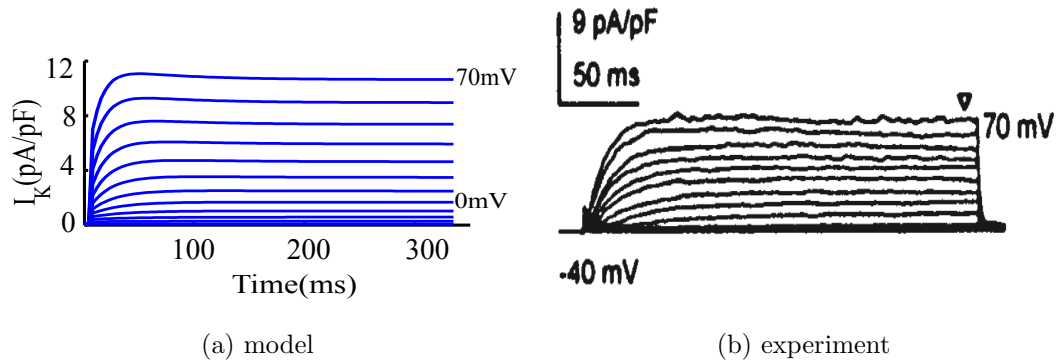 I_K(pA/pF)
12
8
4
0
100
200
300
Time(ms)
70mV
0mV
(a) model
9 pA/pF
50 ms
70 mV
-40 mV
(b) experiment